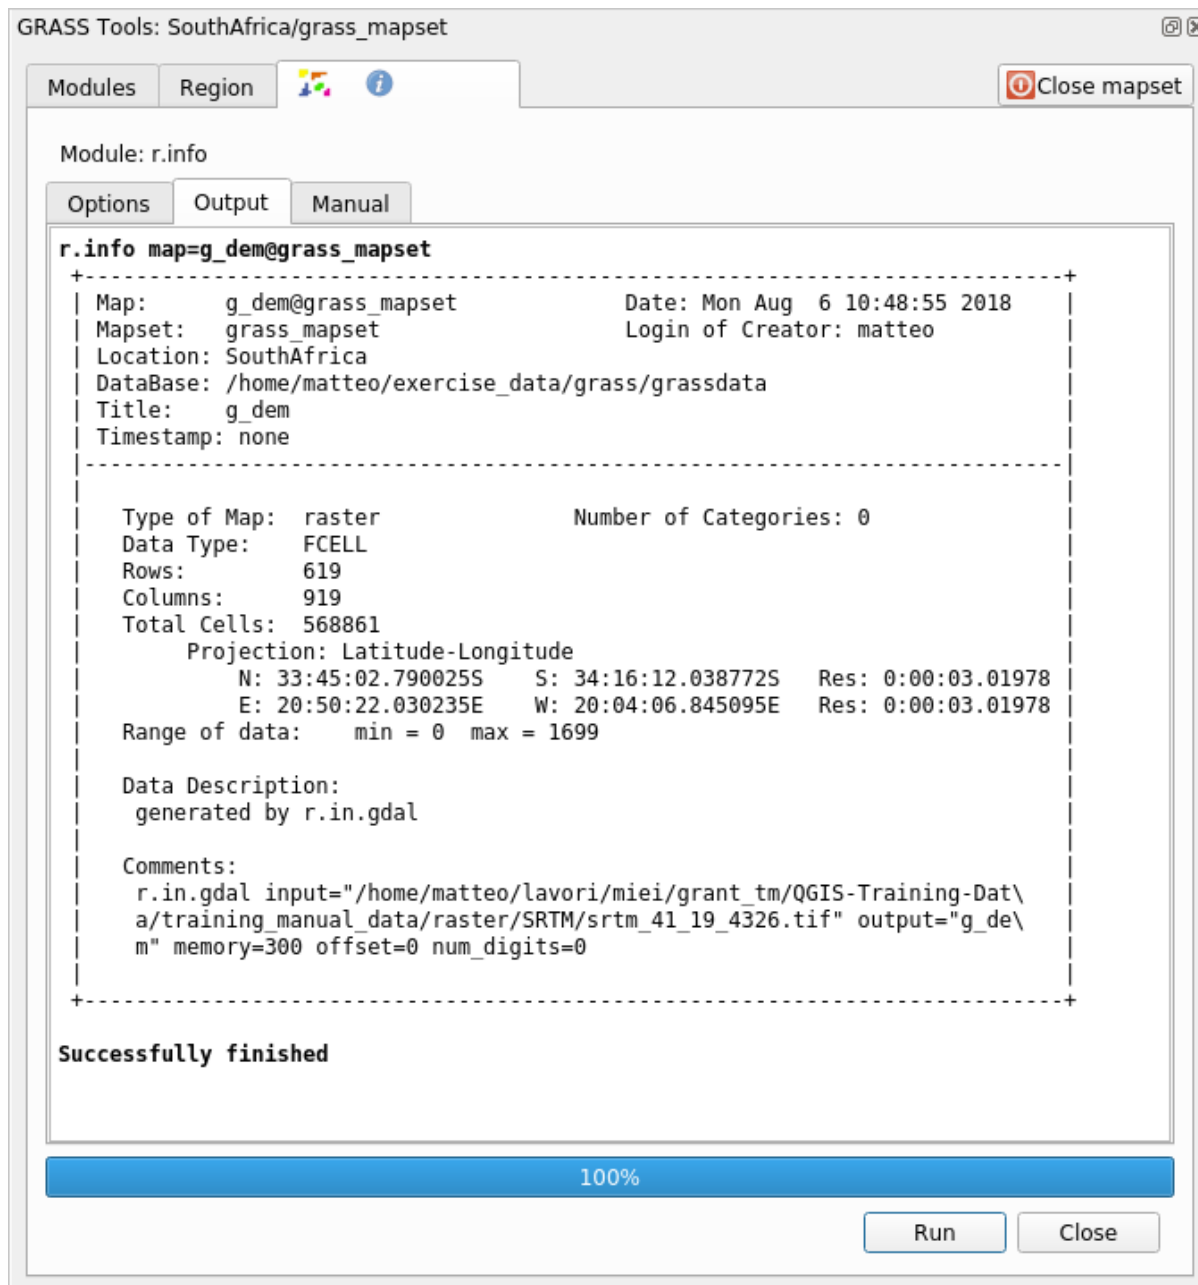 GRASS Tools: SouthAfrica/grass_mapset
Modules Region Close mapset
Module: r.info
Options Output Manual
r.info map=g_dem@grass_mapset
+----------------------------------------------------------------------------+
| Map:      g_dem@grass_mapset             Date: Mon Aug  6 10:48:55 2018    |
| Mapset:   grass_mapset                   Login of Creator: matteo          |
| Location: SouthAfrica                                                      |
| DataBase: /home/matteo/exercise_data/grass/grassdata                       |
| Title:    g_dem                                                            |
| Timestamp: none                                                            |
|----------------------------------------------------------------------------|
|                                                                            |
|   Type of Map:  raster               Number of Categories: 0               |
|   Data Type:    FCELL                                                      |
|   Rows:         619                                                        |
|   Columns:      919                                                        |
|   Total Cells:  568861                                                     |
|        Projection: Latitude-Longitude                                      |
|            N: 33:45:02.790025S    S: 34:16:12.038772S   Res: 0:00:03.01978 |
|            E: 20:50:22.030235E    W: 20:04:06.845095E   Res: 0:00:03.01978 |
|   Range of data:    min = 0  max = 1699                                    |
|                                                                            |
|   Data Description:                                                        |
|    generated by r.in.gdal                                                  |
|                                                                            |
|   Comments:                                                                |
|    r.in.gdal input="/home/matteo/lavori/miei/grant_tm/QGIS-Training-Dat\   |
|    a/training_manual_data/raster/SRTM/srtm_41_19_4326.tif" output="g_de\   |
|    m" memory=300 offset=0 num_digits=0                                     |
|                                                                            |
+----------------------------------------------------------------------------+
Successfully finished
100%
Run Close